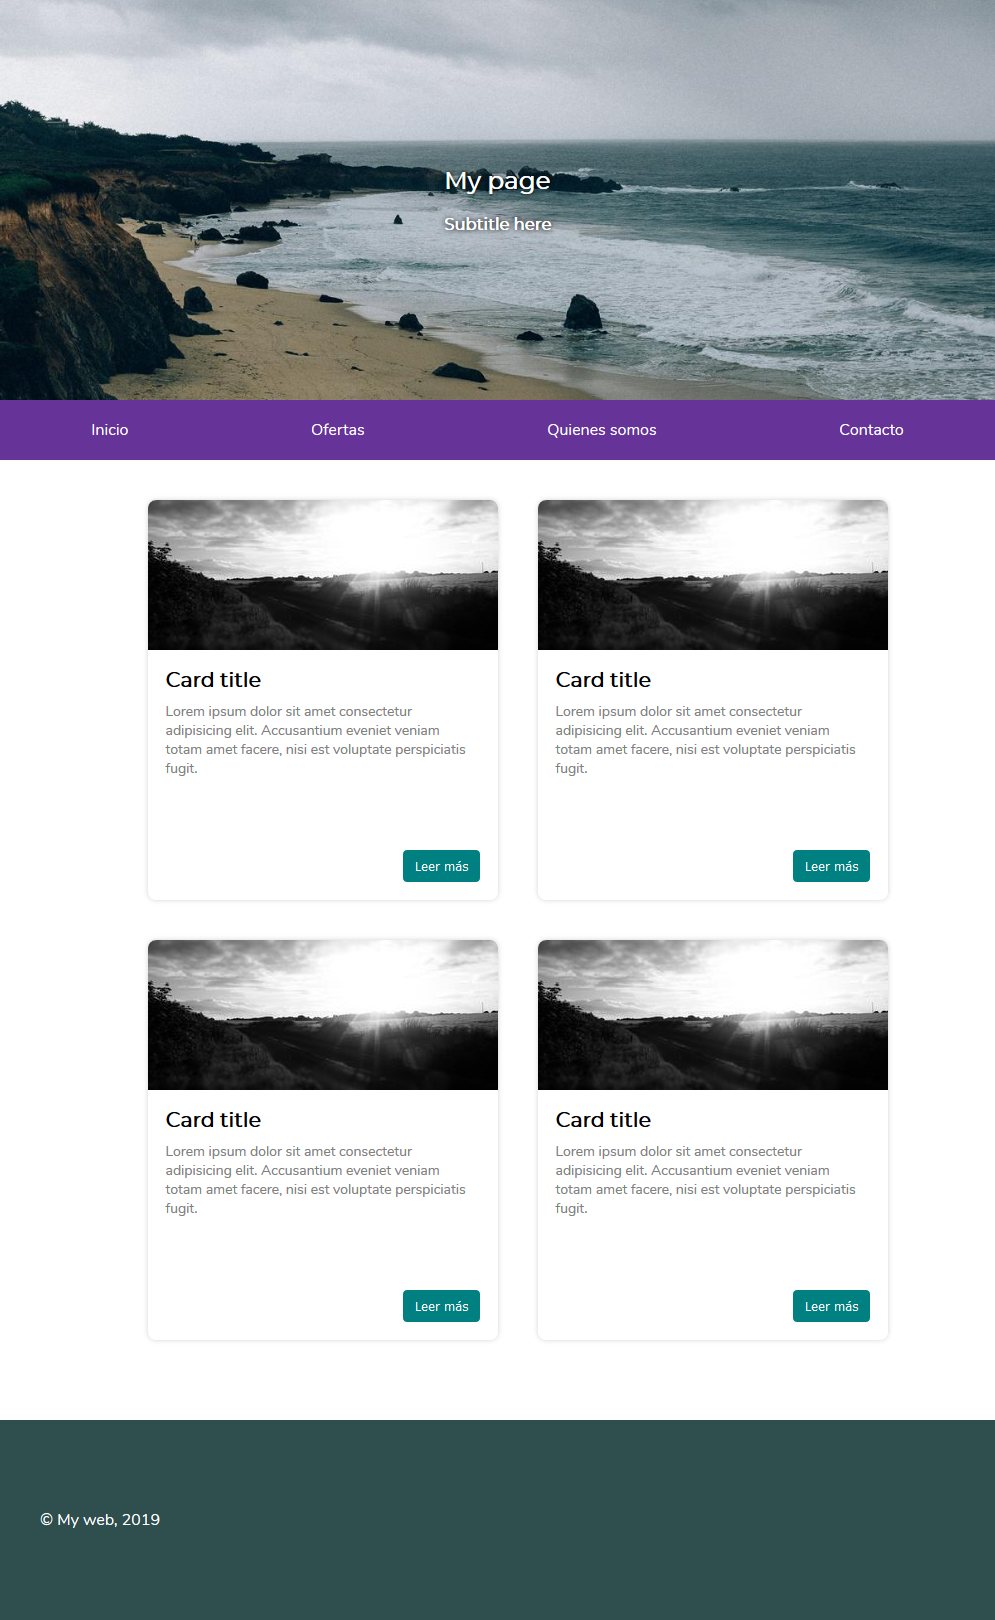 My page
Subtitle here
Inicio Ofertas Quienes somos Contacto
Card title
Lorem ipsum dolor sit amet consectetur
adipisicing elit. Accusantium eveniet veniam
totam amet facere, nisi est voluptate perspiciatis
fugit.
Leer más
Card title
Lorem ipsum dolor sit amet consectetur
adipisicing elit. Accusantium eveniet veniam
totam amet facere, nisi est voluptate perspiciatis
fugit.
Leer más
Card title
Lorem ipsum dolor sit amet consectetur
adipisicing elit. Accusantium eveniet veniam
totam amet facere, nisi est voluptate perspiciatis
fugit.
Leer más
Card title
Lorem ipsum dolor sit amet consectetur
adipisicing elit. Accusantium eveniet veniam
totam amet facere, nisi est voluptate perspiciatis
fugit.
Leer más
© My web, 2019